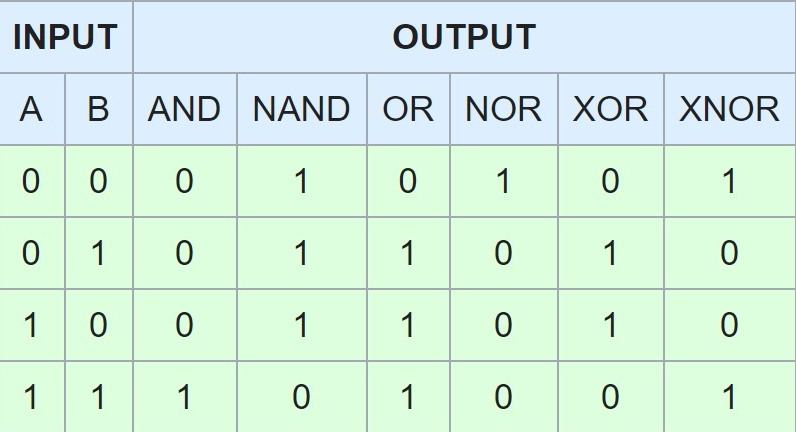 INPUT OUTPUT
A B AND NAND OR NOR XOR XNOR
0 0 0 1 0 1 0 1
0 1 0 1 1 0 1 0
1 0 0 1 1 0 1 0
1 1 1 0 1 0 0 1